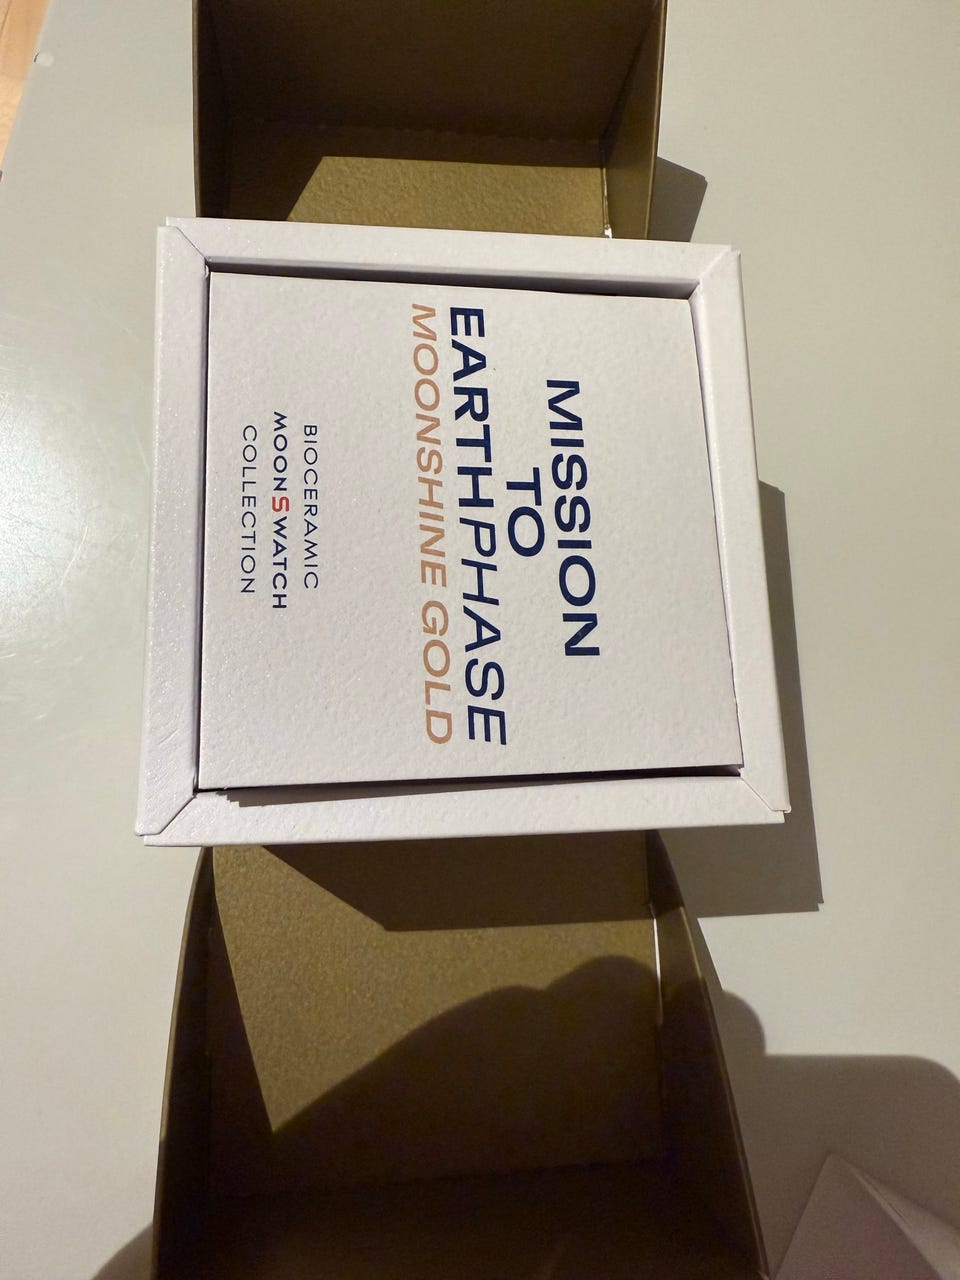 MISSION
TO
EARTHPHASE
MOONSHINE GOLD
BIOCERAMIC
MOONSWATCH
COLLECTION